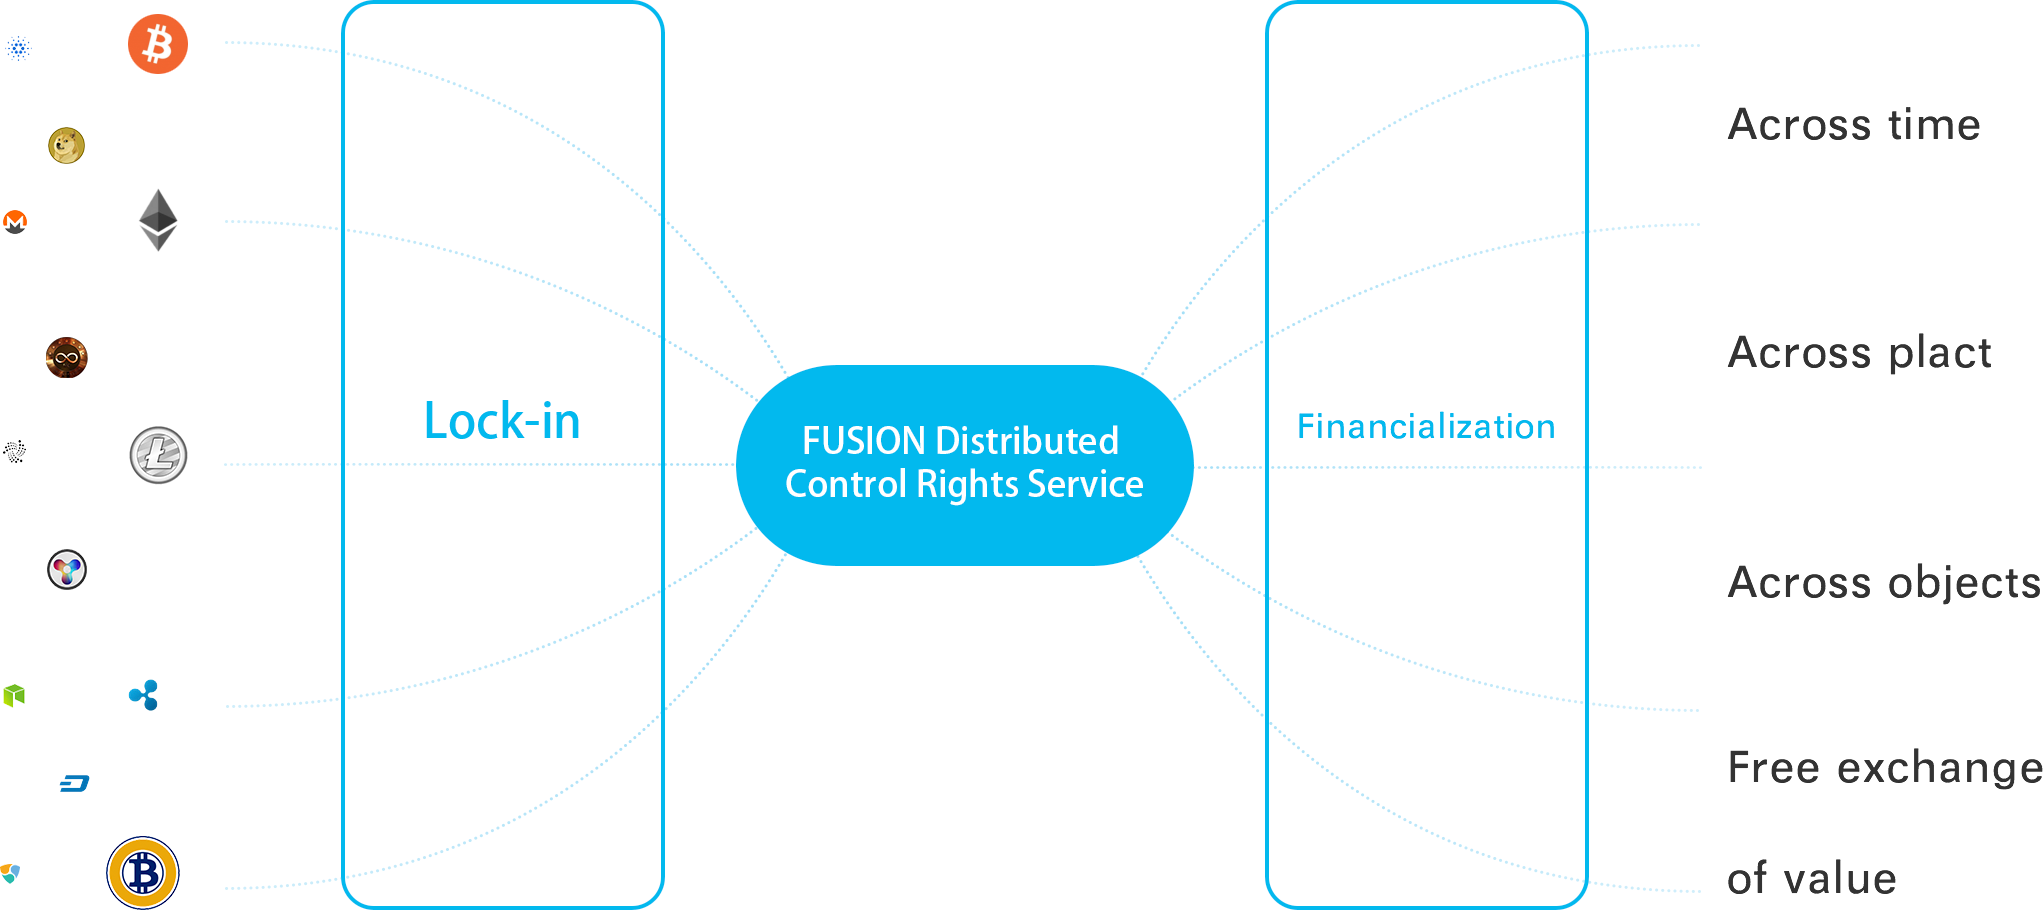 Lock-in
FUSION Distributed
Control Rights Service
Financialization
Across time
Across plact
Across objects
Free exchange
of value